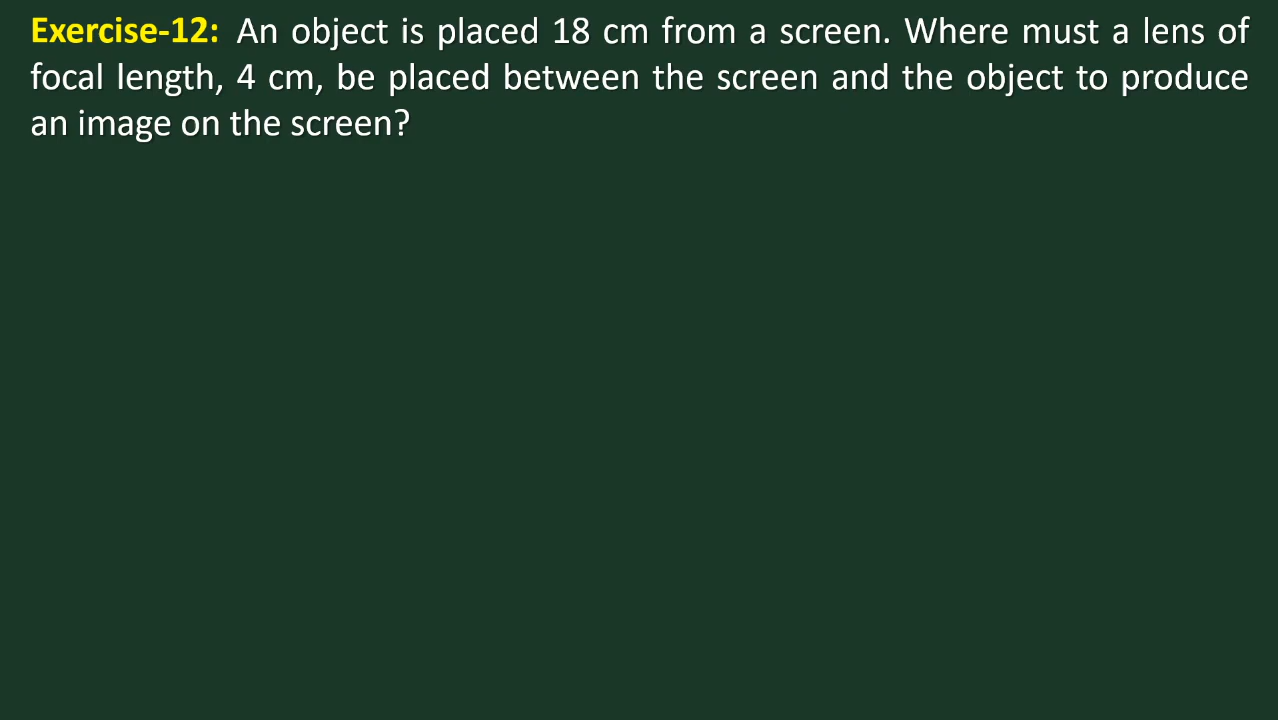 Exercise-12: An object is placed 18 cm from a screen. Where must a lens of
focal length, 4 cm, be placed between the screen and the object to produce
an image on the screen?